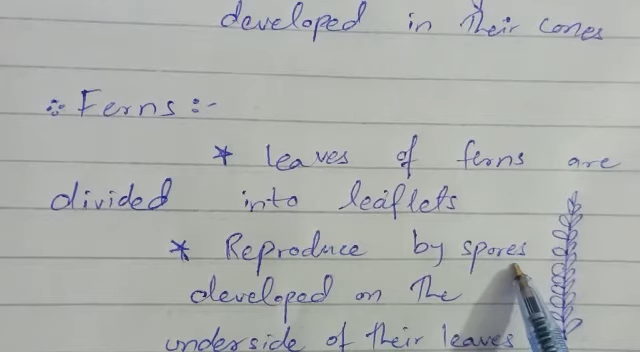 developed in their cones
Ferns :-
* leaves of ferns are
divided into leaflets
* Reproduce by spores
developed on the
underside of their leaves